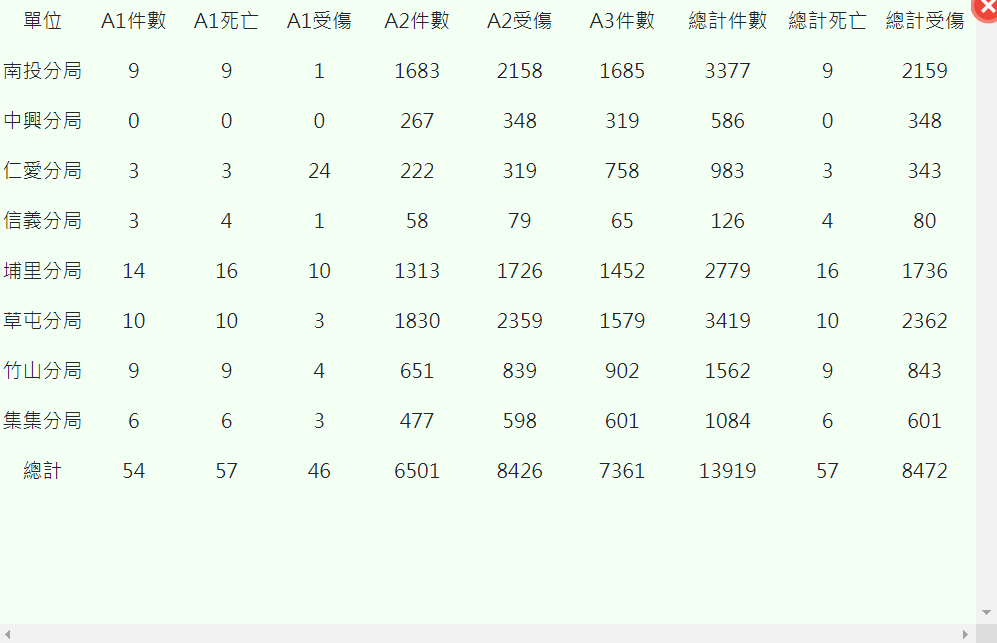 單位 A1件數 A1死亡 A1受傷 A2件數 A2受傷 A3件數 總計件數 總計死亡 總計受傷
南投分局 9 9 1 1683 2158 1685 3377 9 2159
中興分局 0 0 0 267 348 319 586 0 348
仁愛分局 3 3 24 222 319 758 983 3 343
信義分局 3 4 1 58 79 65 126 4 80
埔里分局 14 16 10 1313 1726 1452 2779 16 1736
草屯分局 10 10 3 1830 2359 1579 3419 10 2362
竹山分局 9 9 4 651 839 902 1562 9 843
集集分局 6 6 3 477 598 601 1084 6 601
總計 54 57 46 6501 8426 7361 13919 57 8472